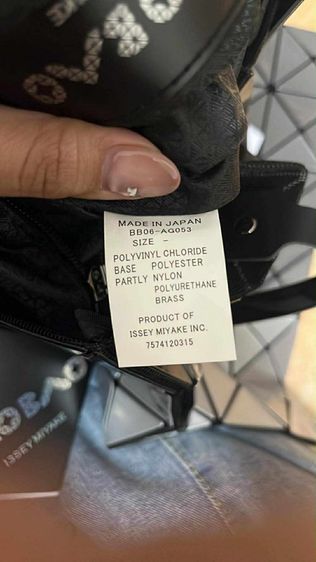 MADE IN JAPAN
BB06-AG053
SIZE -
POLYVINYL CHLORIDE
BASE POLYESTER
PARTLY NYLON
POLYURETHANE
BRASS
PRODUCT OF
ISSEY MIYAKE INC.
7574120315
BAO
ISSEY MIYAKE